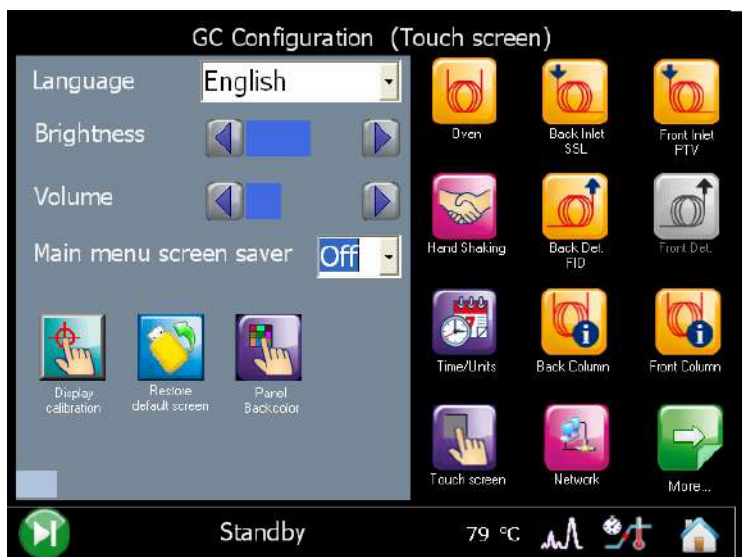 GC Configuration (Touch screen)
Language
English
Brightness
Volume
Main menu screen saver
Off
Display
calibration
Restore
default screen
Panel
Backcolor
Oven
Back Inlet
SSL
Front Inlet
PTV
Hand Shaking
Back Det.
FID
Front Det.
7
Time/Units
Back Column
Front Column
Touch screen
Network
More...
Standby
79 °C